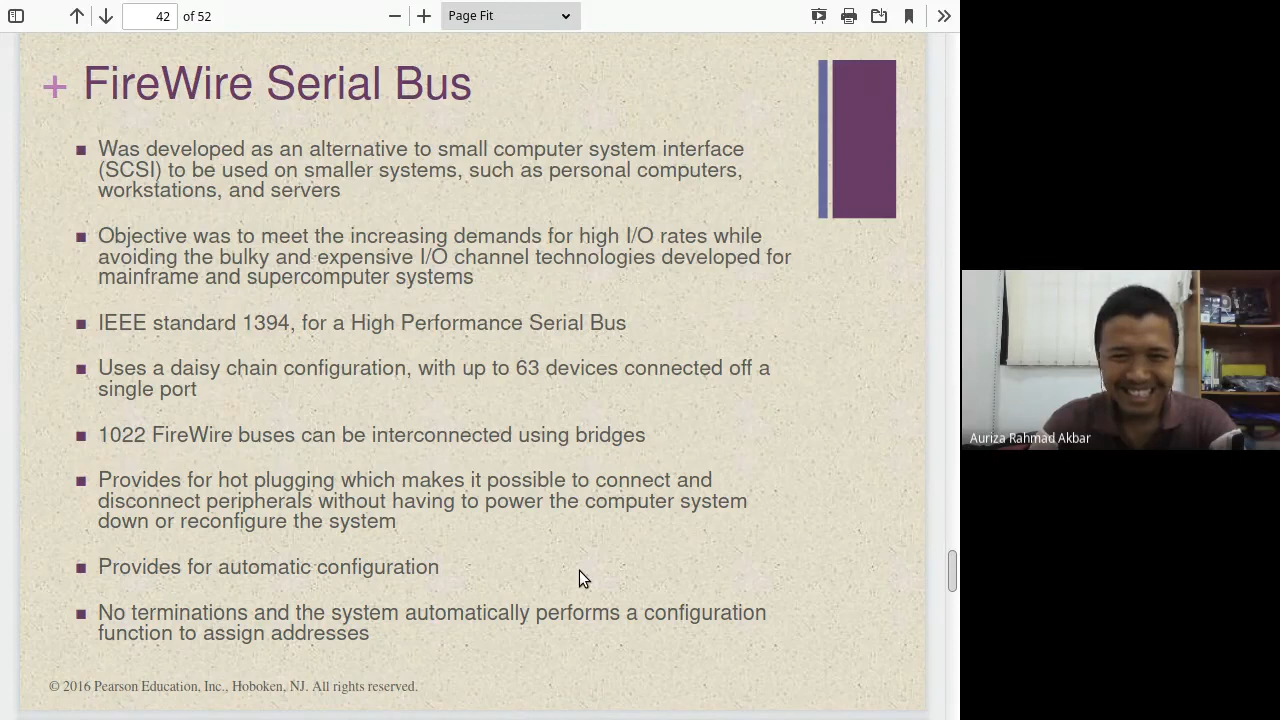 42 of 52
Page Fit
+ FireWire Serial Bus
■ Was developed as an alternative to small computer system interface
(SCSI) to be used on smaller systems, such as personal computers,
workstations, and servers
■ Objective was to meet the increasing demands for high I/O rates while
avoiding the bulky and expensive I/O channel technologies developed for
mainframe and supercomputer systems
■ IEEE standard 1394, for a High Performance Serial Bus
■ Uses a daisy chain configuration, with up to 63 devices connected off a
single port
■ 1022 FireWire buses can be interconnected using bridges
■ Provides for hot plugging which makes it possible to connect and
disconnect peripherals without having to power the computer system
down or reconfigure the system
■ Provides for automatic configuration
■ No terminations and the system automatically performs a configuration
function to assign addresses
© 2016 Pearson Education, Inc., Hoboken, NJ. All rights reserved.
Auriza Rahmad Akbar